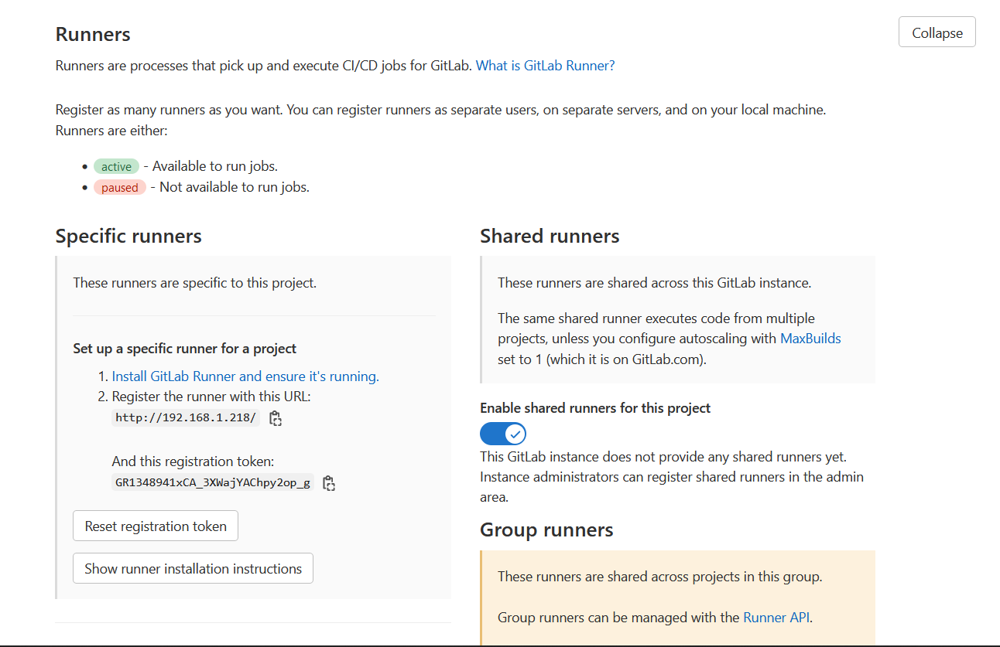 Runners
Collapse
Runners are processes that pick up and execute CI/CD jobs for GitLab. What is GitLab Runner?
Register as many runners as you want. You can register runners as separate users, on separate servers, and on your local machine.
Runners are either:
• active - Available to run jobs.
• paused - Not available to run jobs.
Specific runners
These runners are specific to this project.
Set up a specific runner for a project
1. Install GitLab Runner and ensure it's running.
2. Register the runner with this URL:
http://192.168.1.218/
And this registration token:
GR1348941xCA_3XWajYAChpy2op_g
Reset registration token
Show runner installation instructions
Shared runners
These runners are shared across this GitLab instance.
The same shared runner executes code from multiple
projects, unless you configure autoscaling with MaxBuilds
set to 1 (which it is on GitLab.com).
Enable shared runners for this project
This GitLab instance does not provide any shared runners yet.
Instance administrators can register shared runners in the admin
area.
Group runners
These runners are shared across projects in this group.
Group runners can be managed with the Runner API.